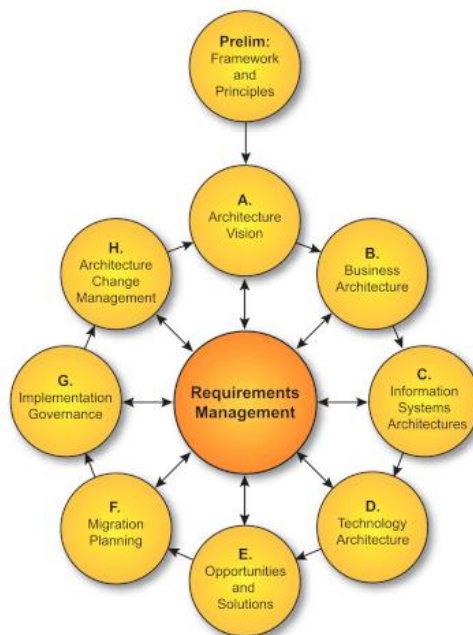 Prelim:
Framework
and
Principles
A.
Architecture
Vision
B.
Business
Architecture
C.
Information
Systems
Architectures
D.
Technology
Architecture
E.
Opportunities
and
Solutions
F.
Migration
Planning
G.
Implementation
Governance
H.
Architecture
Change
Management
Requirements
Management